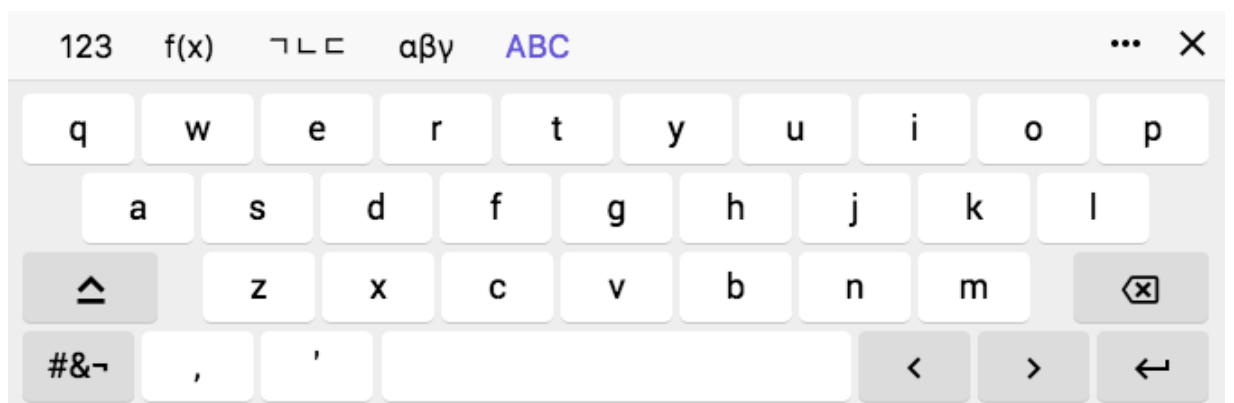 123 f(x) ㄱㄴㄷ αβγ ABC ••• ×
q w e r t y u i o p
a s d f g h j k l
z x c v b n m
#&¬ , ' < >